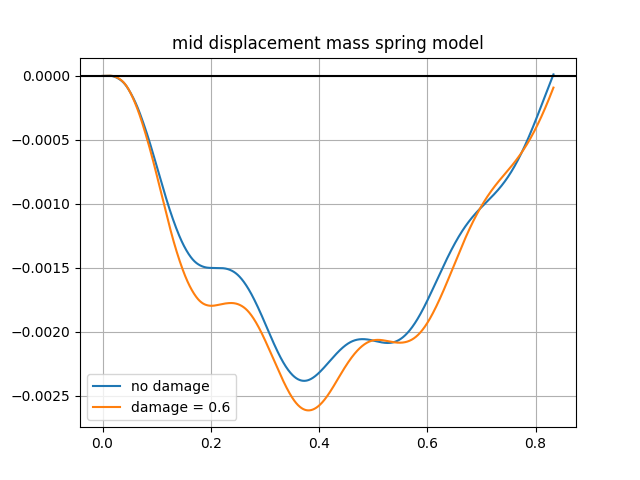 mid displacement mass spring model
0.0000
−0.0005
−0.0010
−0.0015
−0.0020
−0.0025
no damage
damage = 0.6
0.0 0.2 0.4 0.6 0.8